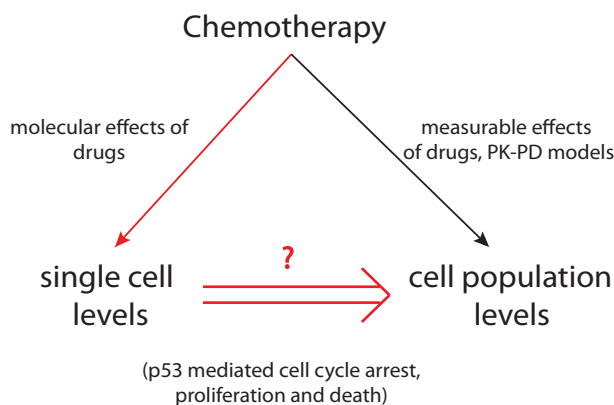 Chemotherapy
molecular effects of
drugs
measurable effects
of drugs, PK-PD models
?
single cell
levels
cell population
levels
(p53 mediated cell cycle arrest,
proliferation and death)